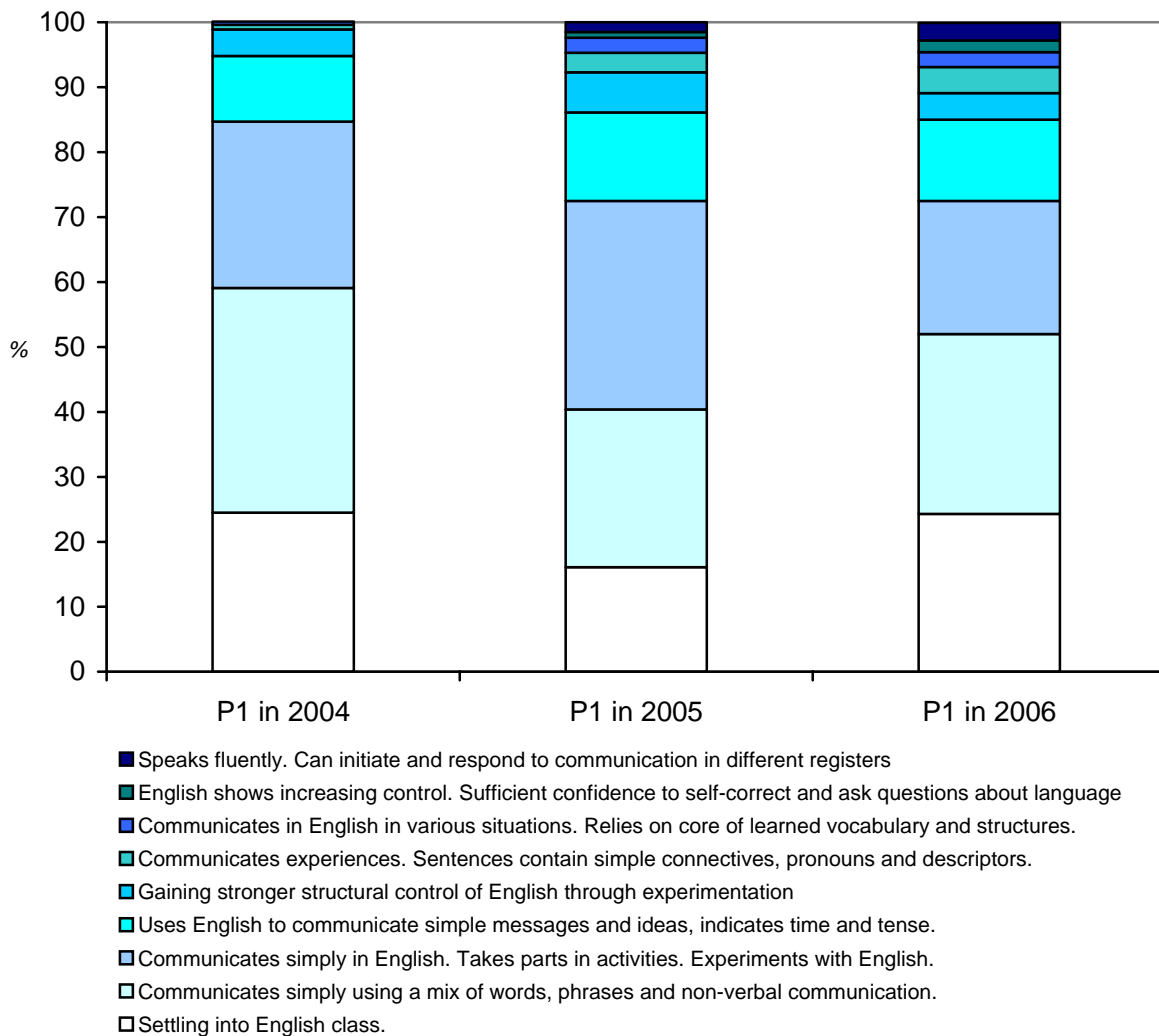 100
90
80
70
60
50
40
30
20
10
0
%
P1 in 2004
P1 in 2005
P1 in 2006
Speaks fluently. Can initiate and respond to communication in different registers
English shows increasing control. Sufficient confidence to self-correct and ask questions about language
Communicates in English in various situations. Relies on core of learned vocabulary and structures.
Communicates experiences. Sentences contain simple connectives, pronouns and descriptors.
Gaining stronger structural control of English through experimentation
Uses English to communicate simple messages and ideas, indicates time and tense.
Communicates simply in English. Takes parts in activities. Experiments with English.
Communicates simply using a mix of words, phrases and non-verbal communication.
Settling into English class.